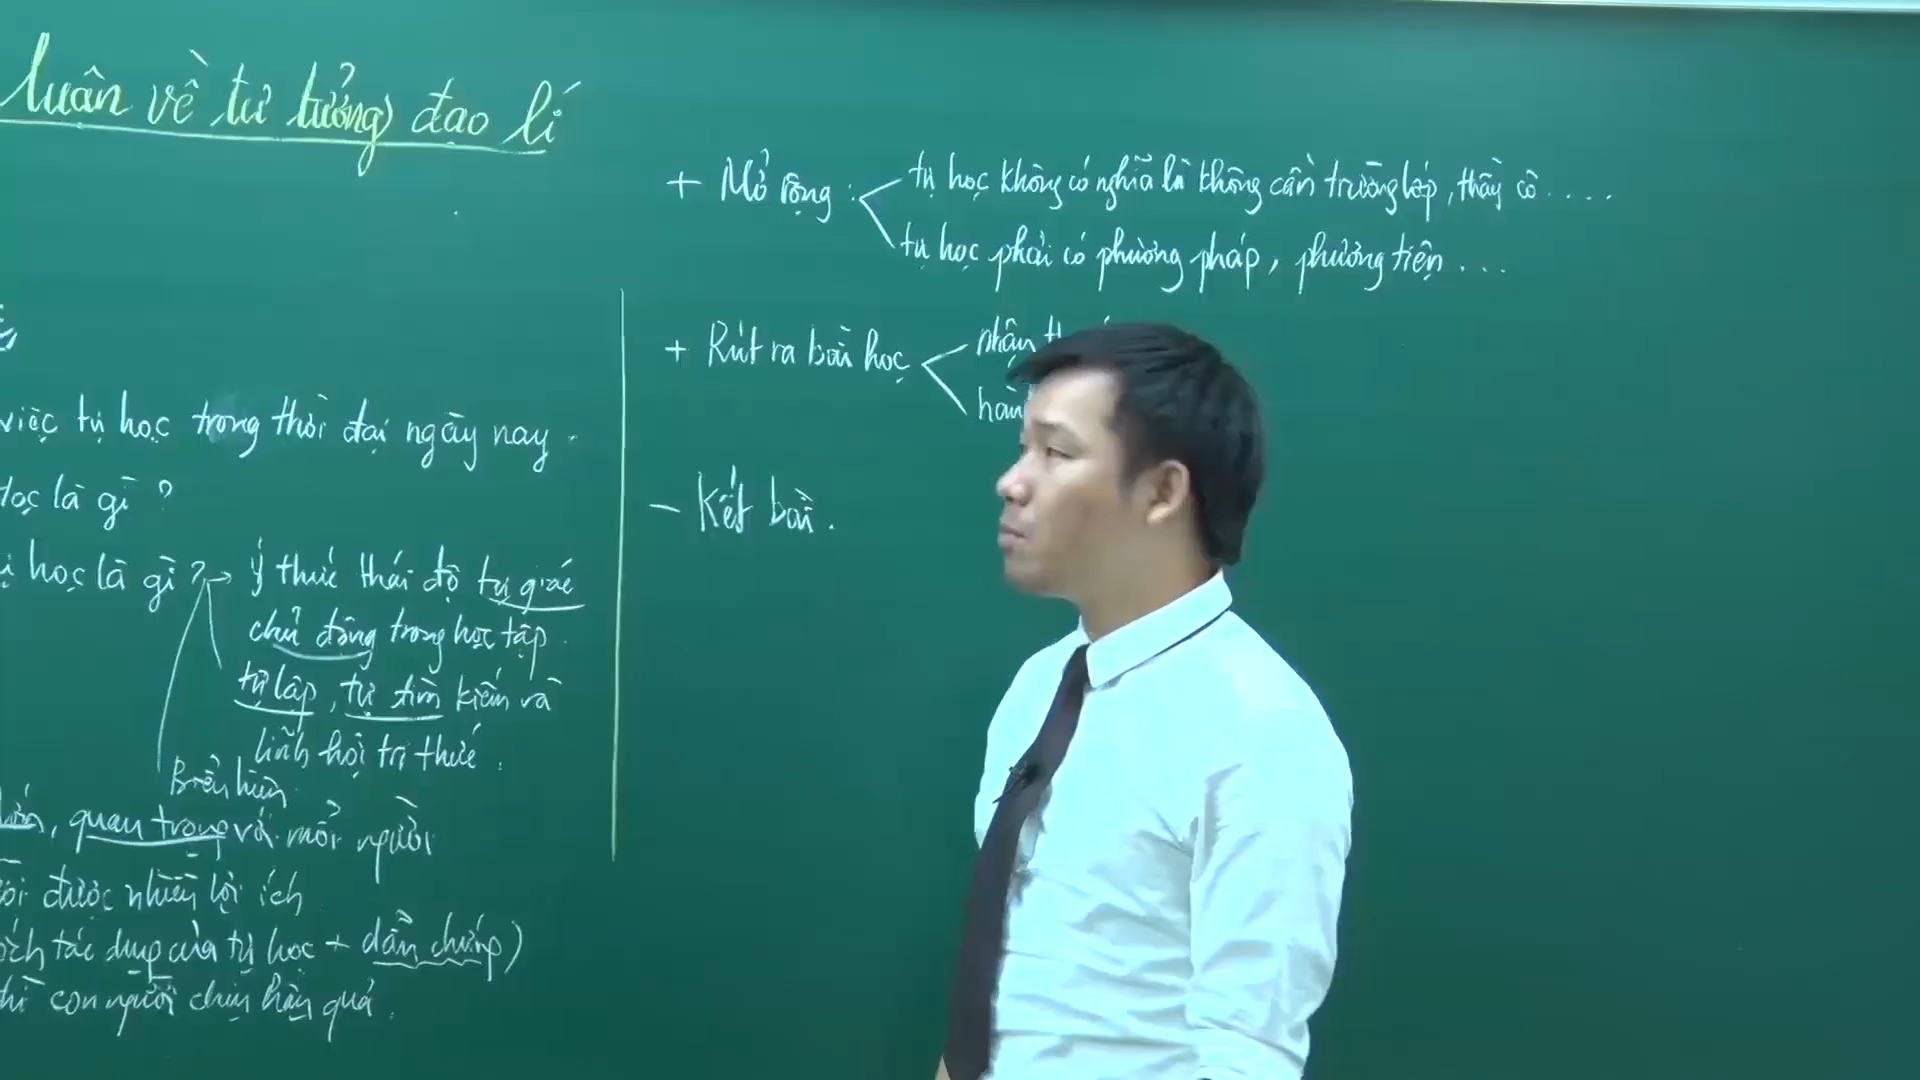 luận về tư tưởng đạo lí
việc tự học trong thời đại ngày nay.
học là gì ?
học là gì ? → Ý thức thái độ tự giác
chủ động trong học tập.
tự lập, tự tìm kiếm và
lĩnh hội tri thức.
Biểu hiện.
quan trọng với mỗi người
được nhiều lợi ích
tác dụng của tự học + dẫn chứng)
thì con người chịu hậu quả.
+ Mở rộng : tự học không có nghĩa là không cần trường lớp, thầy cô ....
tự học phải có phương pháp, phương tiện ...
+ Rút ra bài học nhận
- Kết bài.